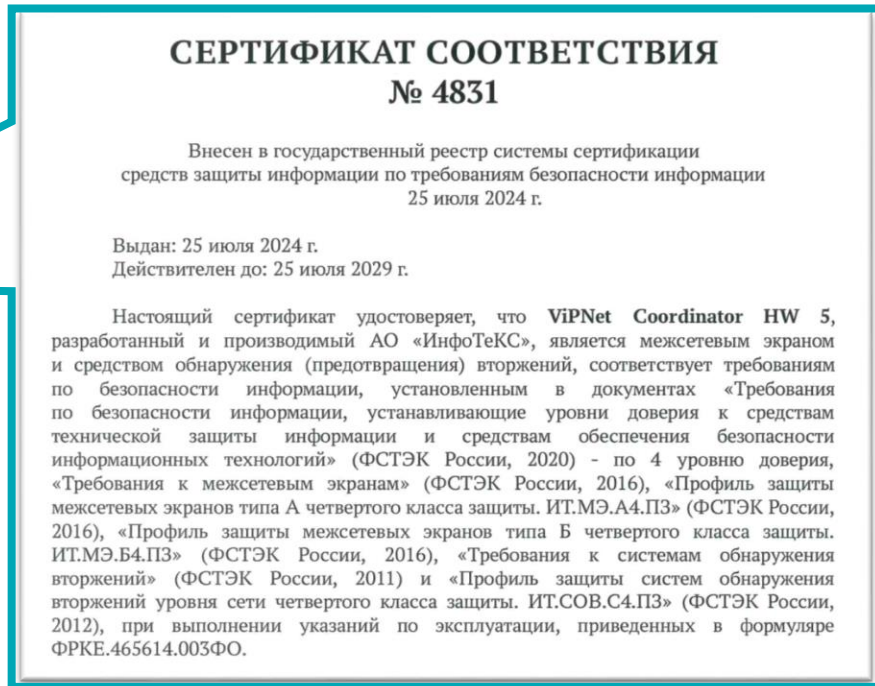 СЕРТИФИКАТ СООТВЕТСТВИЯ
№ 4831
Внесен в государственный реестр системы сертификации
средств защиты информации по требованиям безопасности информации
25 июля 2024 г.
Выдан: 25 июля 2024 г.
Действителен до: 25 июля 2029 г.
Настоящий сертификат удостоверяет, что ViPNet Coordinator HW 5,
разработанный и производимый АО «ИнфоТеКС», является межсетевым экраном
и средством обнаружения (предотвращения) вторжений, соответствует требованиям
по безопасности информации, установленным в документах «Требования
по безопасности информации, устанавливающие уровни доверия к средствам
технической защиты информации и средствам обеспечения безопасности
информационных технологий» (ФСТЭК России, 2020) - по 4 уровню доверия,
«Требования к межсетевым экранам» (ФСТЭК России, 2016), «Профиль защиты
межсетевых экранов типа А четвертого класса защиты. ИТ.МЭ.А4.ПЗ» (ФСТЭК России,
2016), «Профиль защиты межсетевых экранов типа Б четвертого класса защиты.
ИТ.МЭ.Б4.ПЗ» (ФСТЭК России, 2016), «Требования к системам обнаружения
вторжений» (ФСТЭК России, 2011) и «Профиль защиты систем обнаружения
вторжений уровня сети четвертого класса защиты. ИТ.СОВ.С4.ПЗ» (ФСТЭК России,
2012), при выполнении указаний по эксплуатации, приведенных в формуляре
ФРКЕ.465614.003ФО.